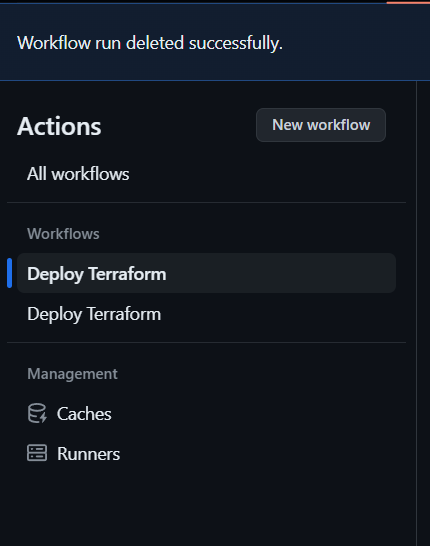 Workflow run deleted successfully.
Actions
New workflow
All workflows
Workflows
Deploy Terraform
Deploy Terraform
Management
Caches
Runners